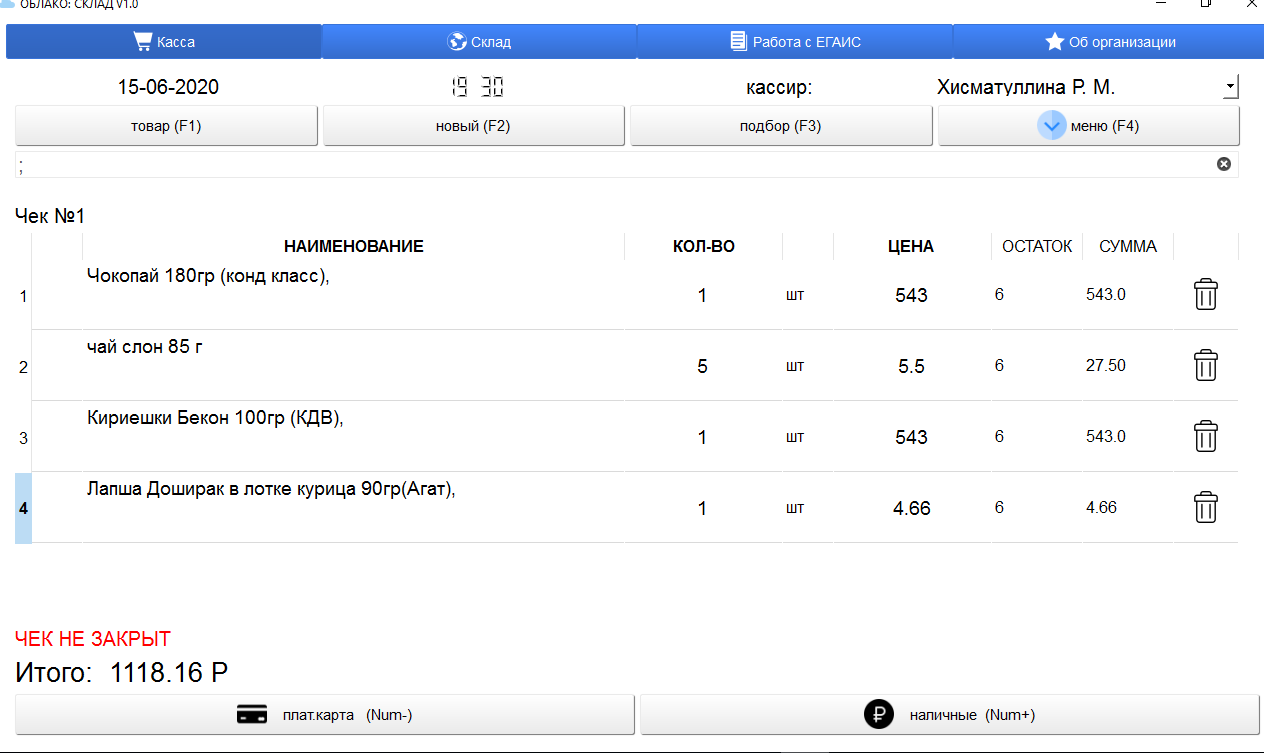 ОБЛАКО: СКЛАД V1.0
Касса Склад Работа с ЕГАИС Об организации
15-06-2020 19 30 кассир: Хисматуллина Р. М.
товар (F1) новый (F2) подбор (F3) меню (F4)
;
Чек №1
НАИМЕНОВАНИЕ КОЛ-ВО ЦЕНА ОСТАТОК СУММА
1 Чокопай 180гр (конд класс), 1 шт 543 6 543.0
2 чай слон 85 г 5 шт 5.5 6 27.50
3 Кириешки Бекон 100гр (КДВ), 1 шт 543 6 543.0
4 Лапша Доширак в лотке курица 90гр(Агат), 1 шт 4.66 6 4.66
ЧЕК НЕ ЗАКРЫТ
Итого: 1118.16 Р
плат.карта (Num-) наличные (Num+)